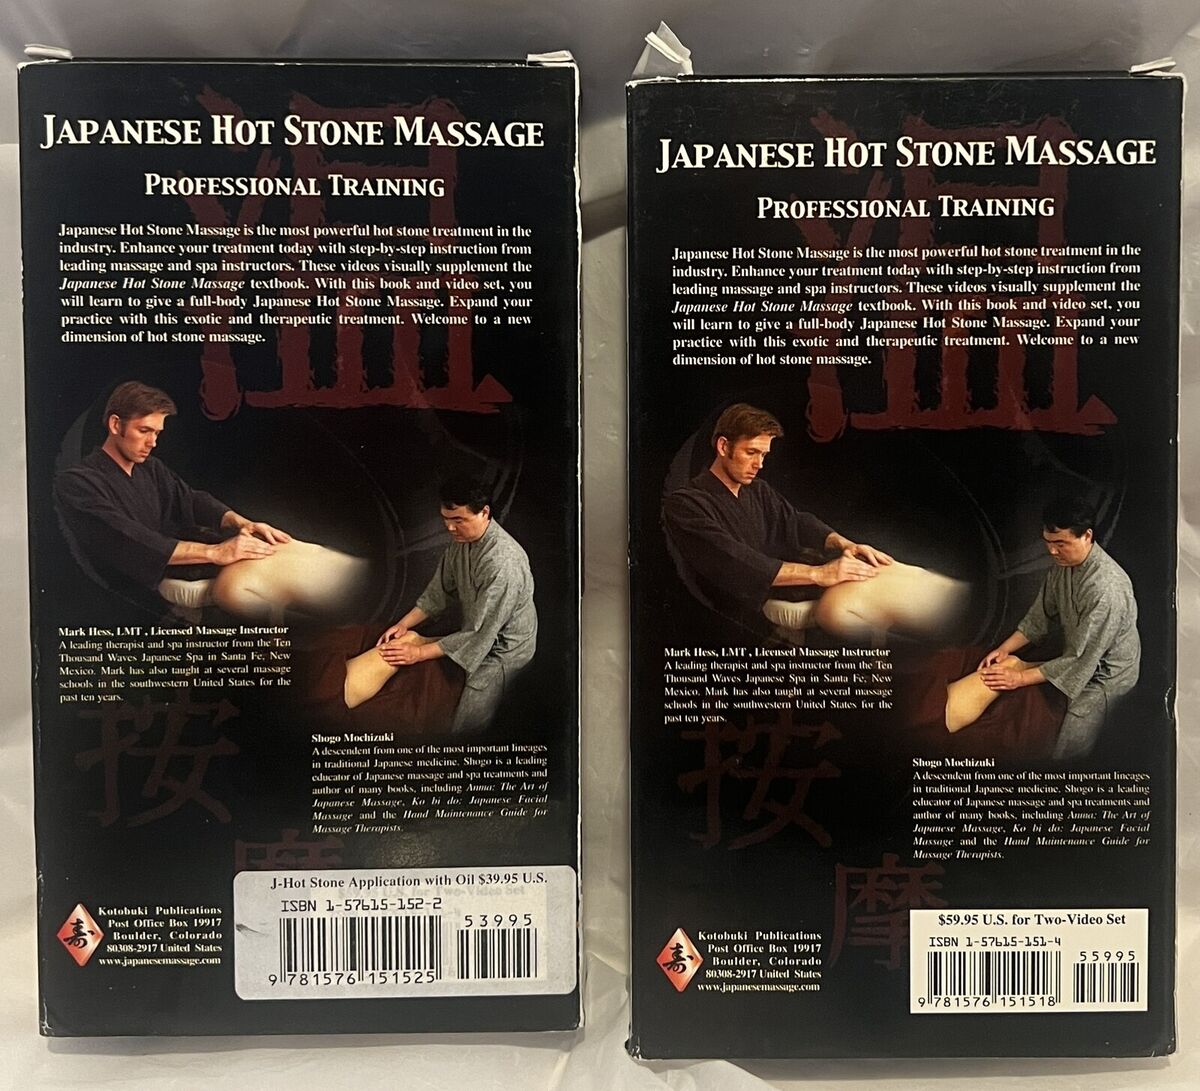 JAPANESE HOT STONE MASSAGE
PROFESSIONAL TRAINING
Japanese Hot Stone Massage is the most powerful hot stone treatment in the
industry. Enhance your treatment today with step-by-step instruction from
leading massage and spa instructors. These videos visually supplement the
Japanese Hot Stone Massage textbook. With this book and video set, you
will learn to give a full-body Japanese Hot Stone Massage. Expand your
practice with this exotic and therapeutic treatment. Welcome to a new
dimension of hot stone massage.
温
Mark Hess, LMT , Licensed Massage Instructor
A leading therapist and spa instructor from the Ten
Thousand Waves Japanese Spa in Santa Fe, New
Mexico. Mark has also taught at several massage
schools in the southwestern United States for the
past ten years.
按
摩
Shogo Mochizuki
A descendent from one of the most important lineages
in traditional Japanese medicine. Shogo is a leading
educator of Japanese massage and spa treatments and
author of many books, including Anma: The Art of
Japanese Massage, Ko bi do: Japanese Facial
Massage and the Hand Maintenance Guide for
Massage Therapists.
寿
Kotobuki Publications
Post Office Box 19917
Boulder, Colorado
80308-2917 United States
www.japanesemassage.com
J-Hot Stone Application with Oil $39.95 U.S.
$59.95 U.S. for Two-Video Set
ISBN 1-57615-152-2
53995
9 781576 151525
JAPANESE HOT STONE MASSAGE
PROFESSIONAL TRAINING
Japanese Hot Stone Massage is the most powerful hot stone treatment in the
industry. Enhance your treatment today with step-by-step instruction from
leading massage and spa instructors. These videos visually supplement the
Japanese Hot Stone Massage textbook. With this book and video set, you
will learn to give a full-body Japanese Hot Stone Massage. Expand your
practice with this exotic and therapeutic treatment. Welcome to a new
dimension of hot stone massage.
温
Mark Hess, LMT , Licensed Massage Instructor
A leading therapist and spa instructor from the Ten
Thousand Waves Japanese Spa in Santa Fe, New
Mexico. Mark has also taught at several massage
schools in the southwestern United States for the
past ten years.
按
摩
Shogo Mochizuki
A descendent from one of the most important lineages
in traditional Japanese medicine. Shogo is a leading
educator of Japanese massage and spa treatments and
author of many books, including Anma: The Art of
Japanese Massage, Ko bi do: Japanese Facial
Massage and the Hand Maintenance Guide for
Massage Therapists.
寿
Kotobuki Publications
Post Office Box 19917
Boulder, Colorado
80308-2917 United States
www.japanesemassage.com
$59.95 U.S. for Two-Video Set
ISBN 1-57615-151-4
55995
9 781576 151518